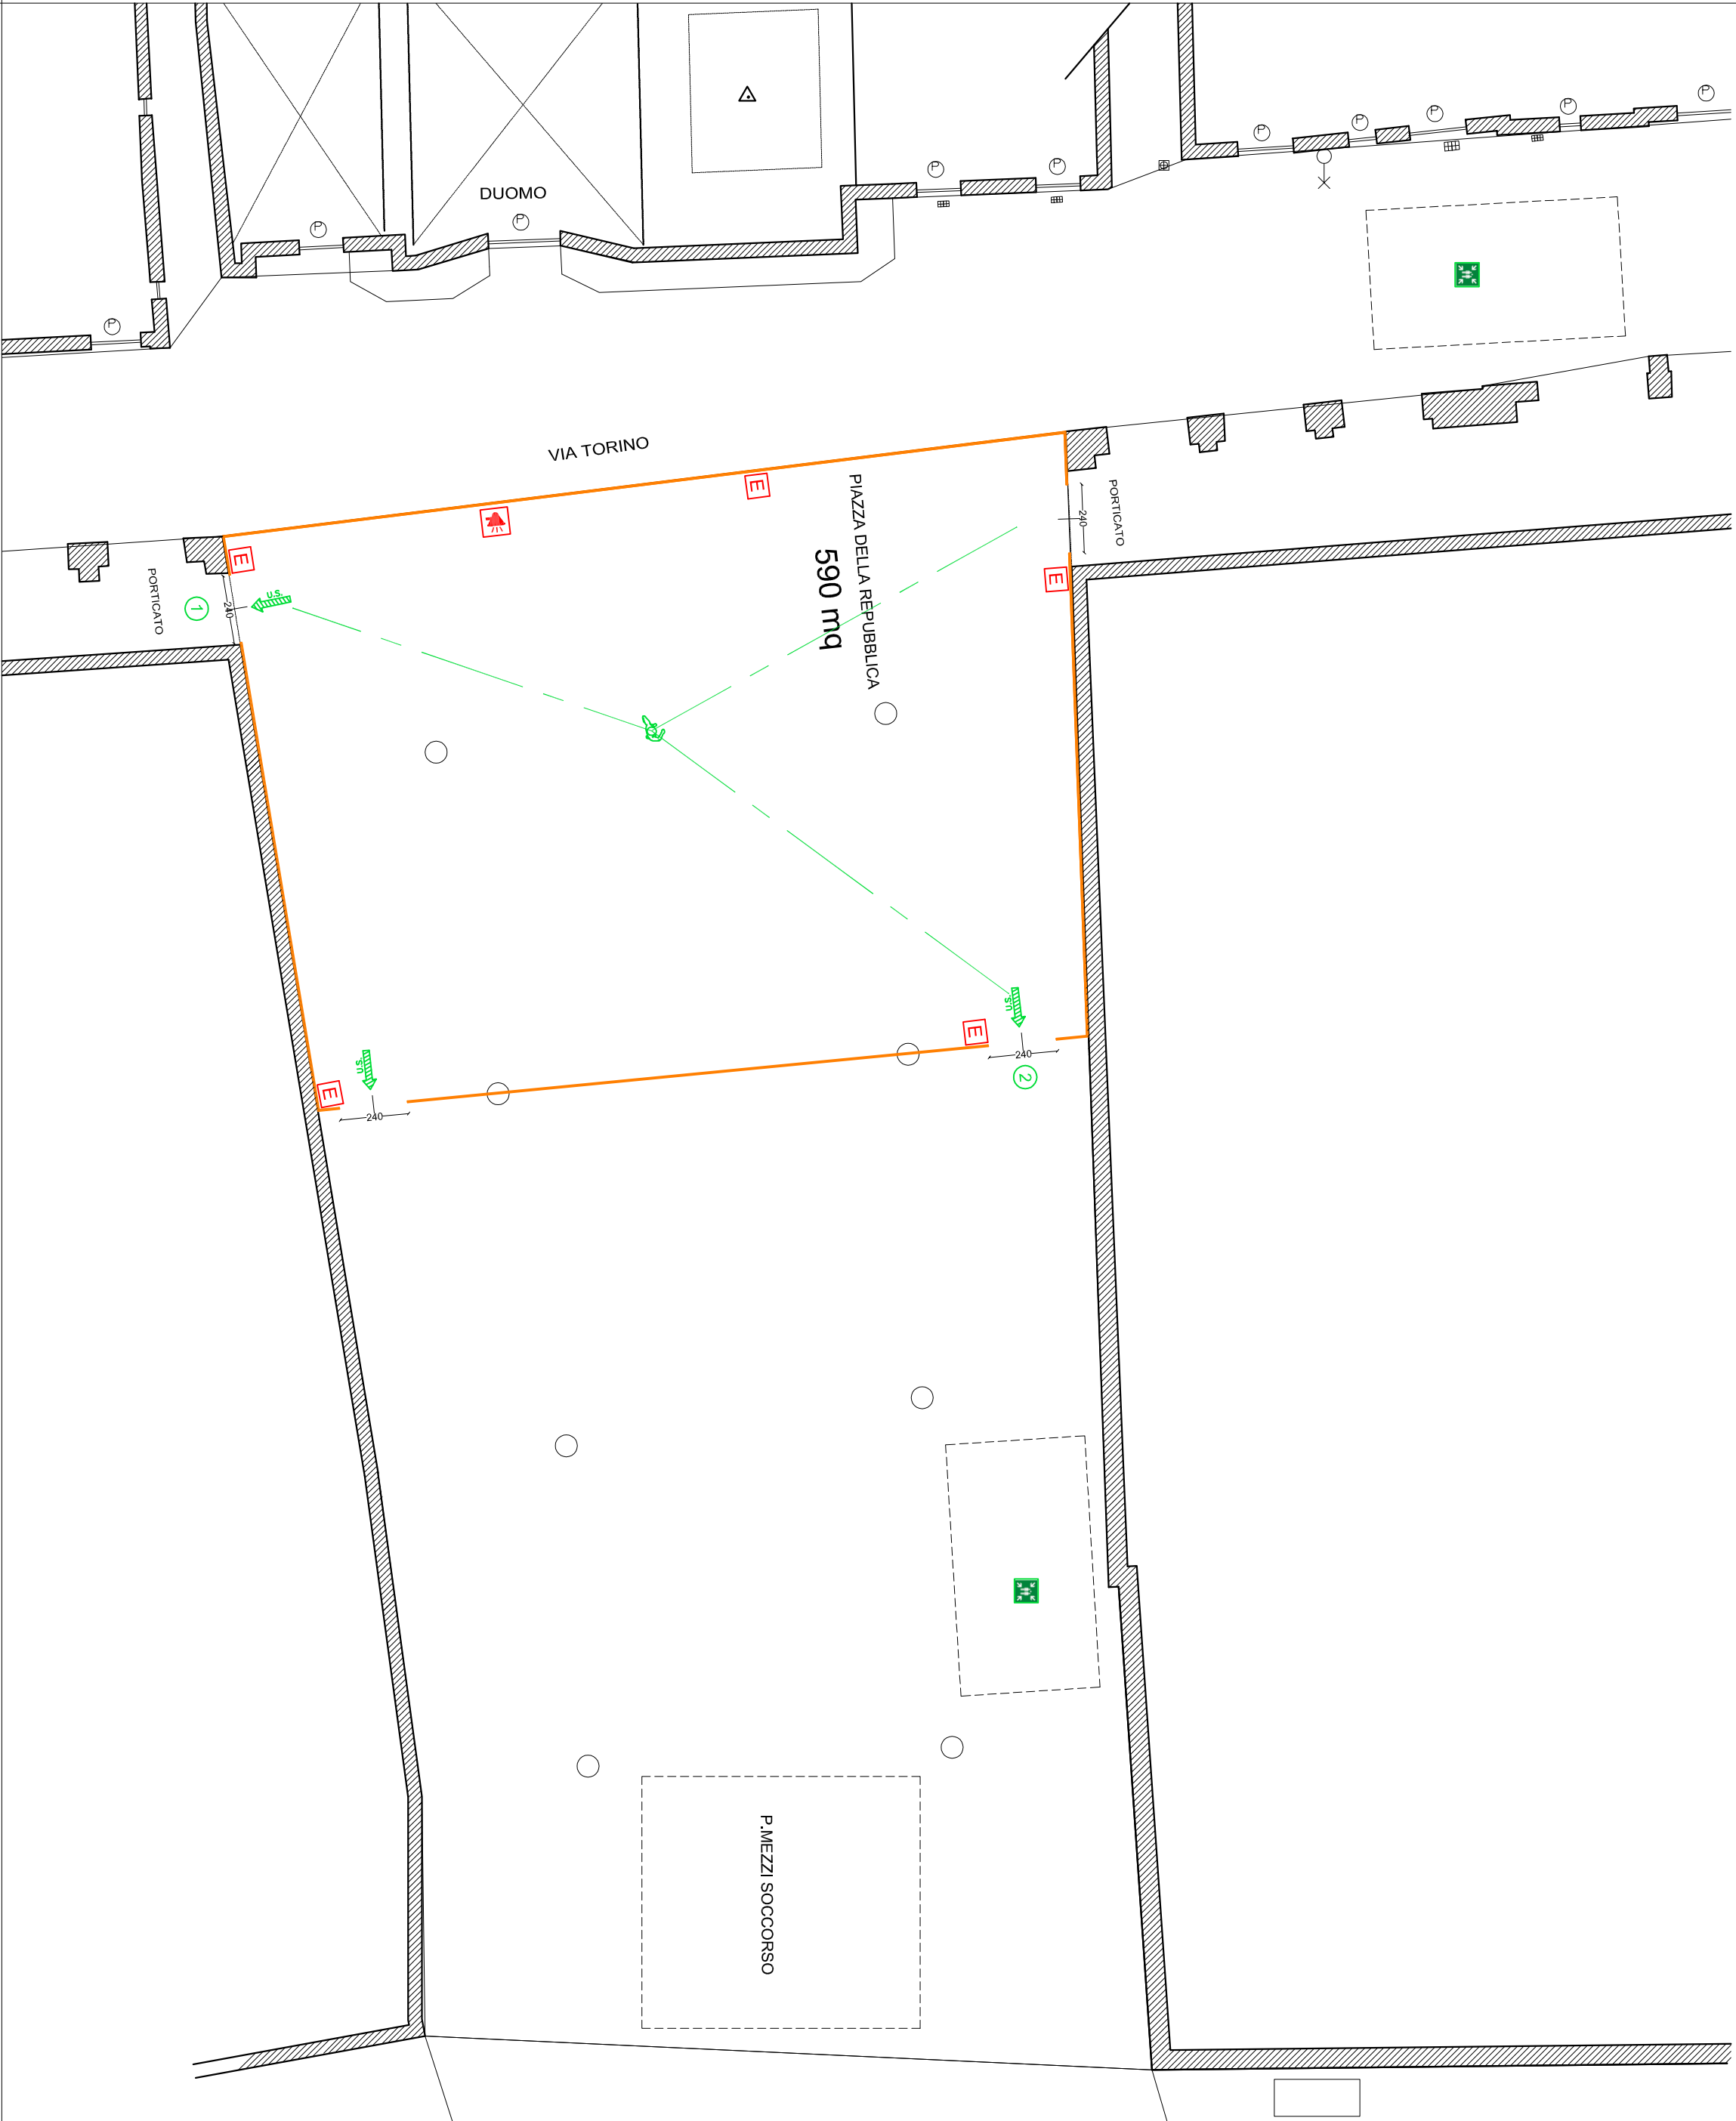 P
P
P
P
P
P
P
DUOMO
P
P
P
VIA TORINO
E
PIAZZA DELLA REPUBBLICA
590 mq
PORTICATO
240
E
E
PORTICATO
1
240
U.S.
U.S.
E
240
2
U.S.
E
240
P.MEZZI SOCCORSO